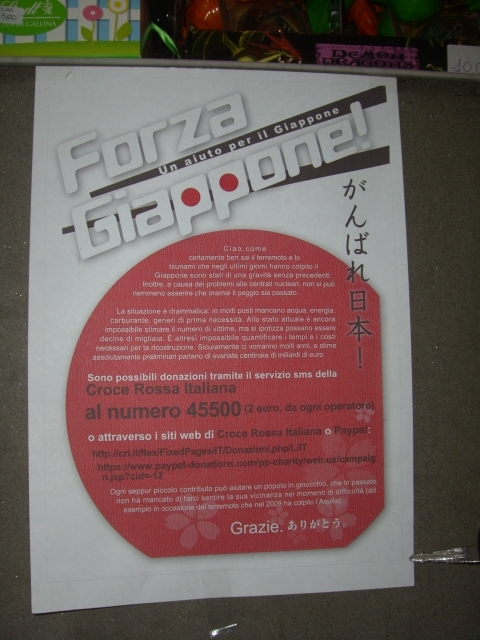 Lindt
5,00
GALLINA
DEMON
DRAGONS
Forza
Un aiuto per il Giappone
Giappone!
がんばれ日本！
Ciao,come
certamente ben sai il terremoto e lo
tsunami che negli ultimi giorni hanno colpito il
Giappone sono stati di una gravità senza precedenti.
Inoltre, a causa dei problemi alle centrali nucleari, non si può
nemmeno asserire che oramai il peggio sia passato.
La situazione è drammatica: in molti posti mancano acqua, energia,
carburante, generi di prima necessità. Allo stato attuale è ancora
impossibile stimare il numero di vittime, ma si ipotizza possano essere
decine di migliaia. È altresì impossibile quantificare i tempi e i costi
necessari per la ricostruzione. Sicuramente ci vorranno molti anni, e stime
assolutamente preliminari parlano di svariate centinaia di miliardi di euro.
Sono possibili donazioni tramite il servizio sms della
Croce Rossa Italiana
al numero 45500 (2 euro, da ogni operatore)
o attraverso i siti web di Croce Rossa Italiana o Paypal:
http://cri.it/flex/FixedPages/IT/Donazioni.php/L/IT
https://www.paypal-donations.com/pp-charity/web.us/campaig
n.jsp?cid=-12
Ogni seppur piccolo contributo può aiutare un popolo in ginocchio, che in passato
non ha mancato di farci sentire la sua vicinanza nei momenti di difficoltà (ad
esempio in occasione del terremoto che nel 2009 ha colpito l'Aquila).
Grazie. ありがとう。